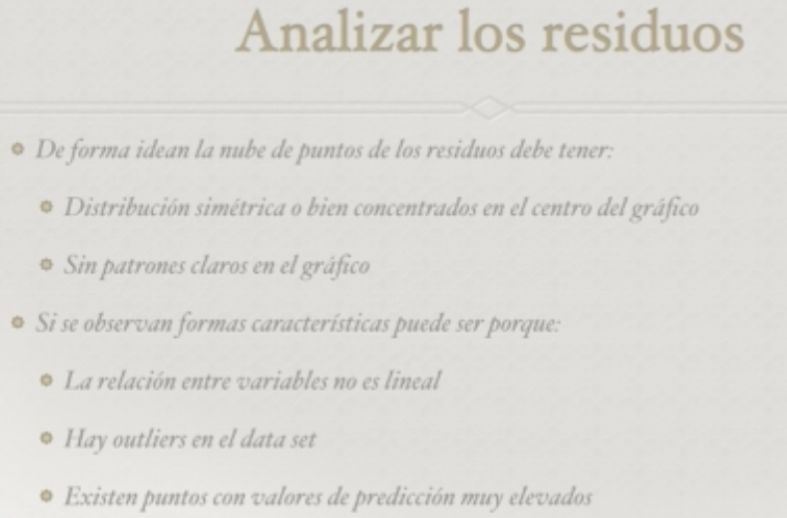 Analizar los residuos
De forma idean la nube de puntos de los residuos debe tener:
Distribución simétrica o bien concentrados en el centro del gráfico
Sin patrones claros en el gráfico
Si se observan formas características puede ser porque:
La relación entre variables no es lineal
Hay outliers en el data set
Existen puntos con valores de predicción muy elevados